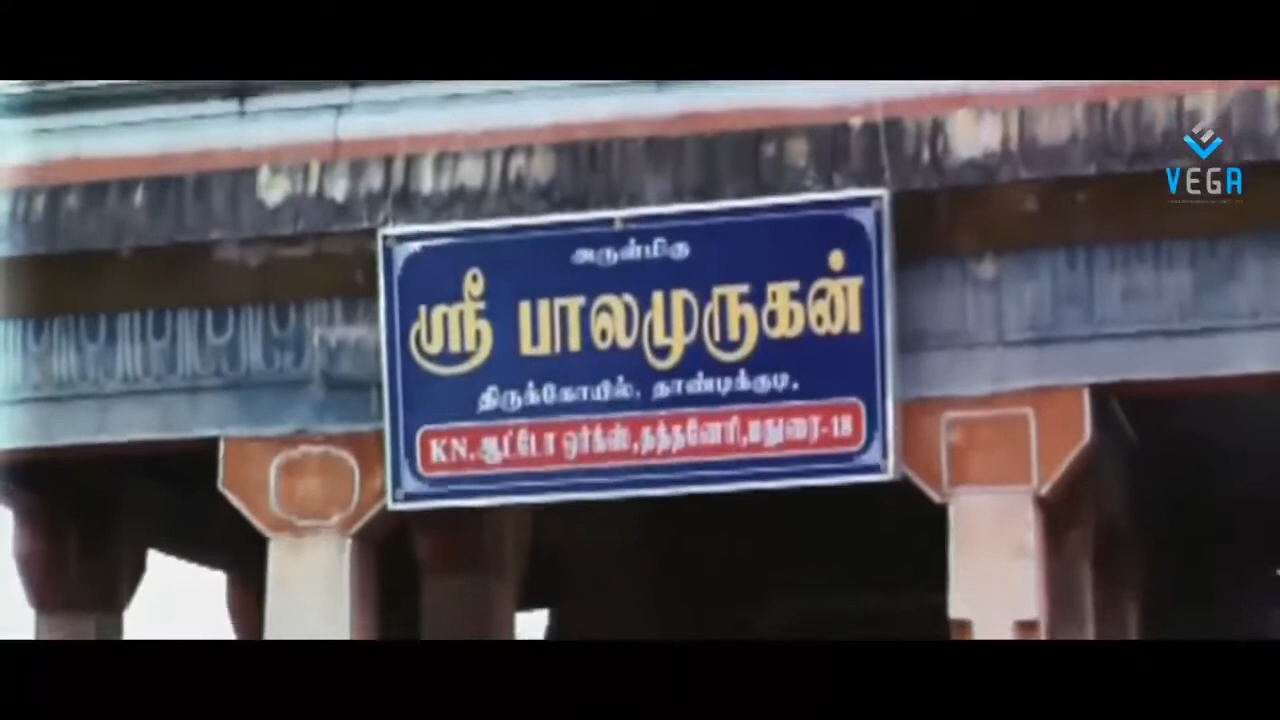 அருள்மிகு
ஸ்ரீ பாலமுருகன்
திருக்கோயில், தாண்டிக்குடி.
KN.ஆட்டோ ஒர்க்ஸ்,தத்தனேரி,மதுரை-18
VEGA